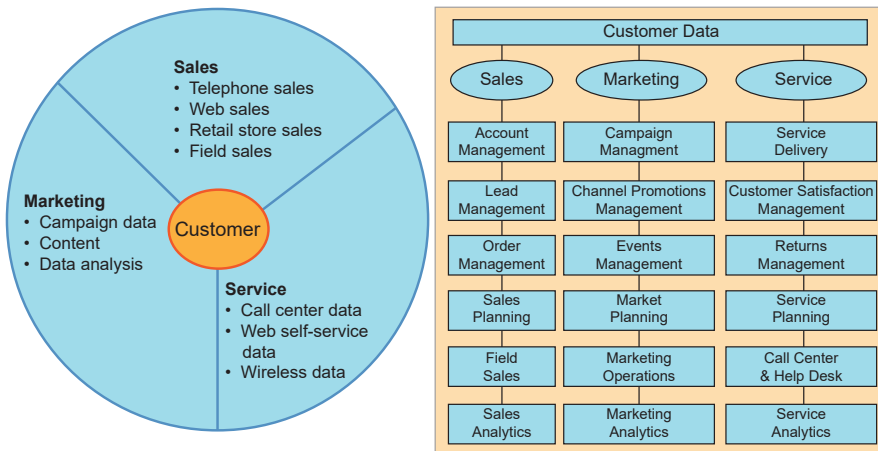 Sales
• Telephone sales
• Web sales
• Retail store sales
• Field sales
Marketing
• Campaign data
• Content
• Data analysis
Customer
Service
• Call center data
• Web self-service
data
• Wireless data
Customer Data
Sales
Marketing
Service
Account
Management
Campaign
Managment
Service
Delivery
Lead
Management
Channel Promotions
Management
Customer Satisfaction
Management
Order
Management
Events
Management
Returns
Management
Sales
Planning
Market
Planning
Service
Planning
Field
Sales
Marketing
Operations
Call Center
& Help Desk
Sales
Analytics
Marketing
Analytics
Service
Analytics